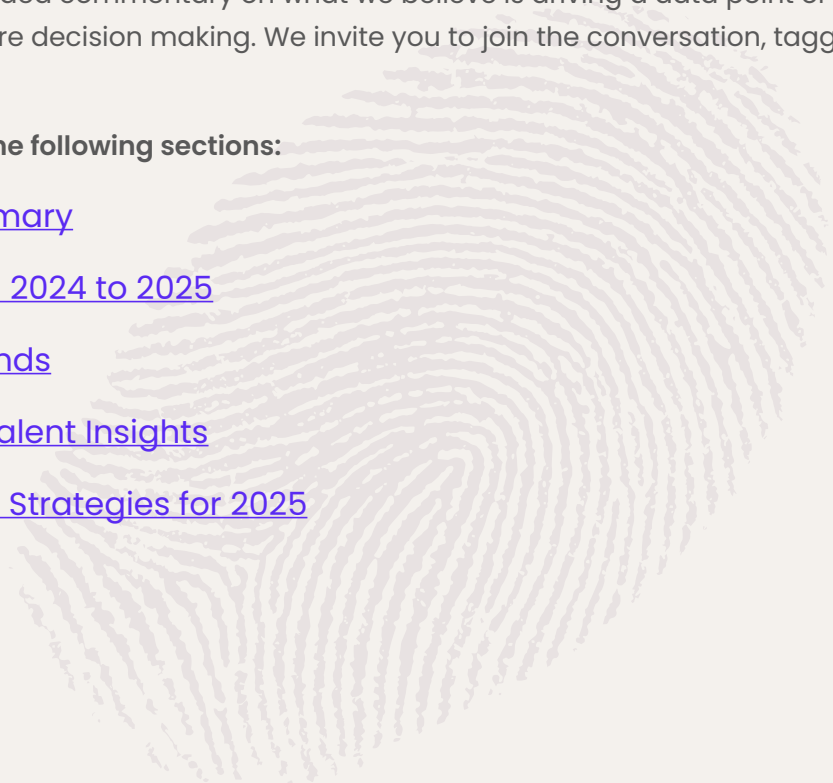 re decision making. We invite you to join the conversation, tagg
ne following sections:
mary
2024 to 2025
nds
alent Insights
Strategies for 2025